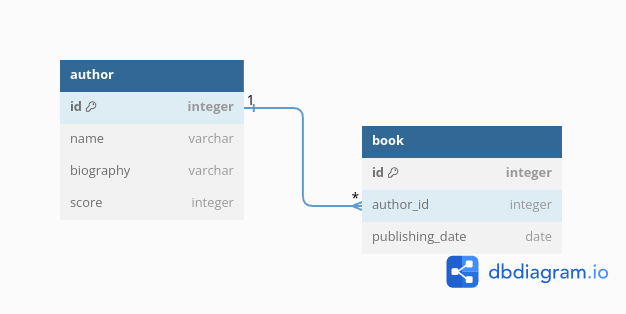 author
id integer
name varchar
biography varchar
score integer
1
*
book
id integer
author_id integer
publishing_date date
dbdiagram.io